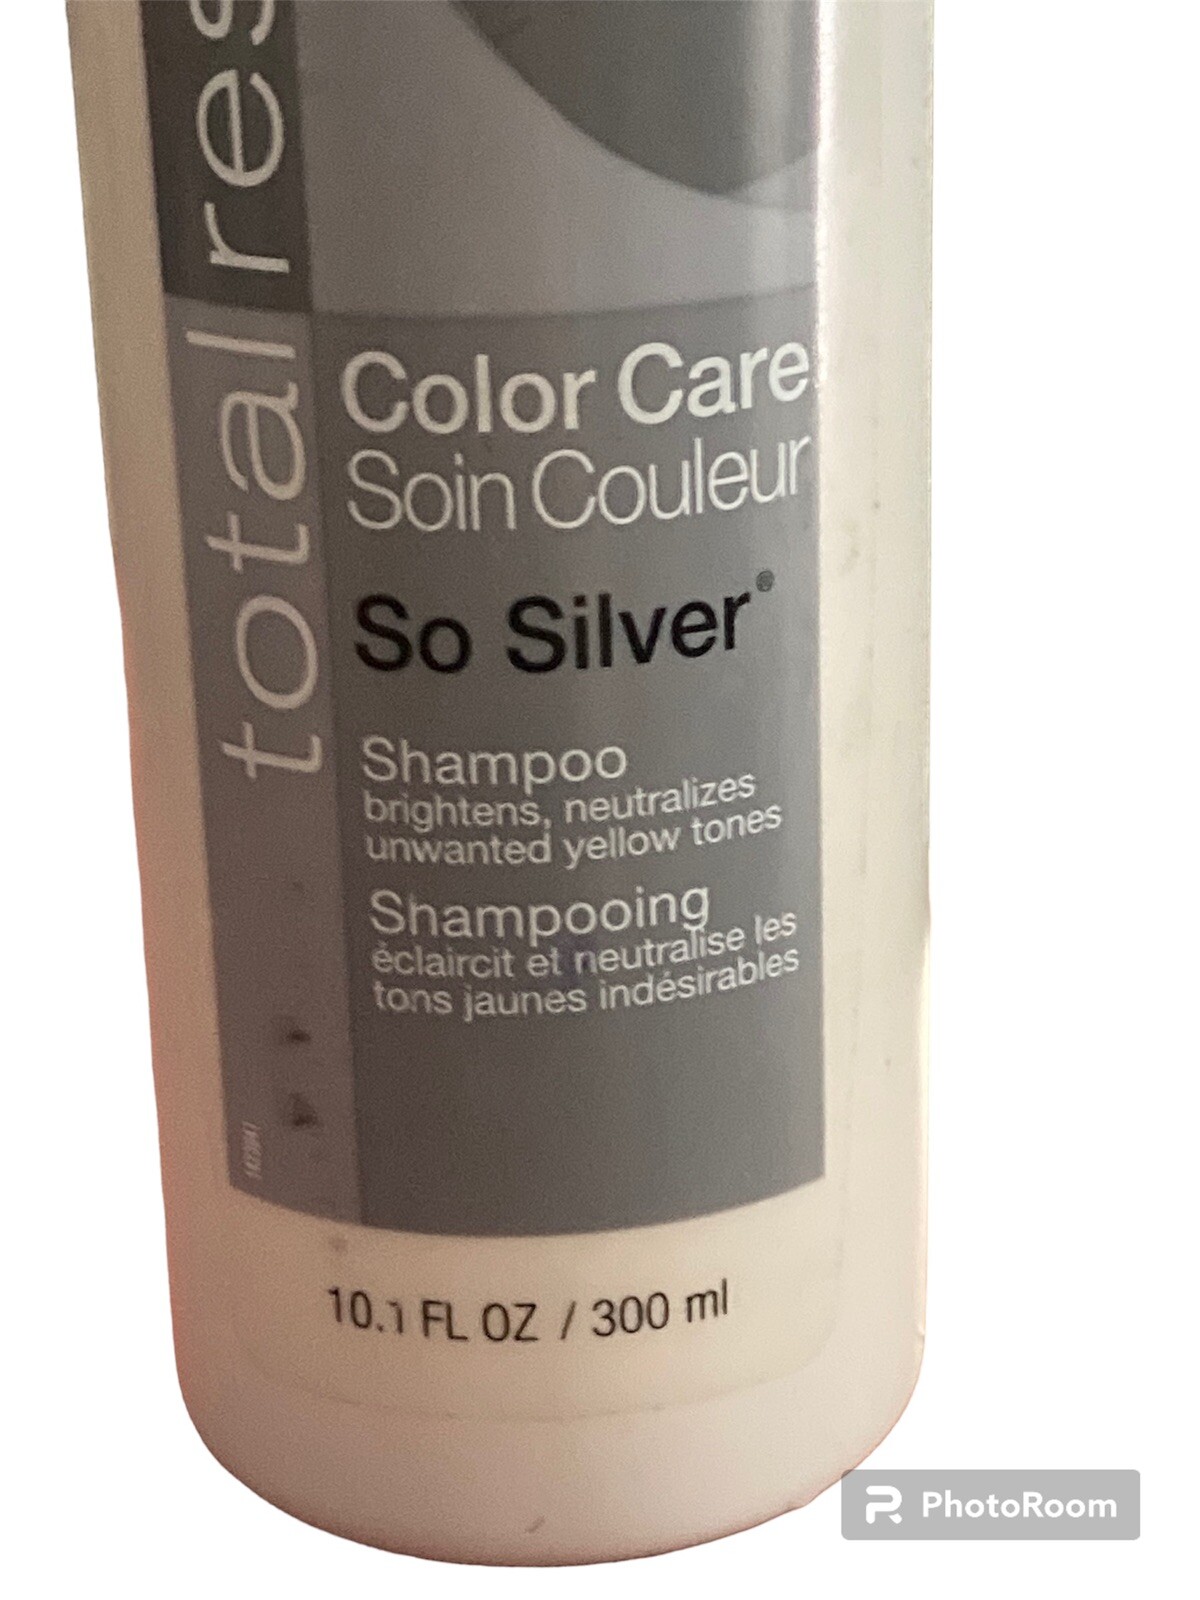 total res
Color Care
Soin Couleur
So Silver®
Shampoo
brightens, neutralizes
unwanted yellow tones
Shampooing
éclaircit et neutralise les
tons jaunes indésirables
10.1 FL OZ / 300 ml
PhotoRoom